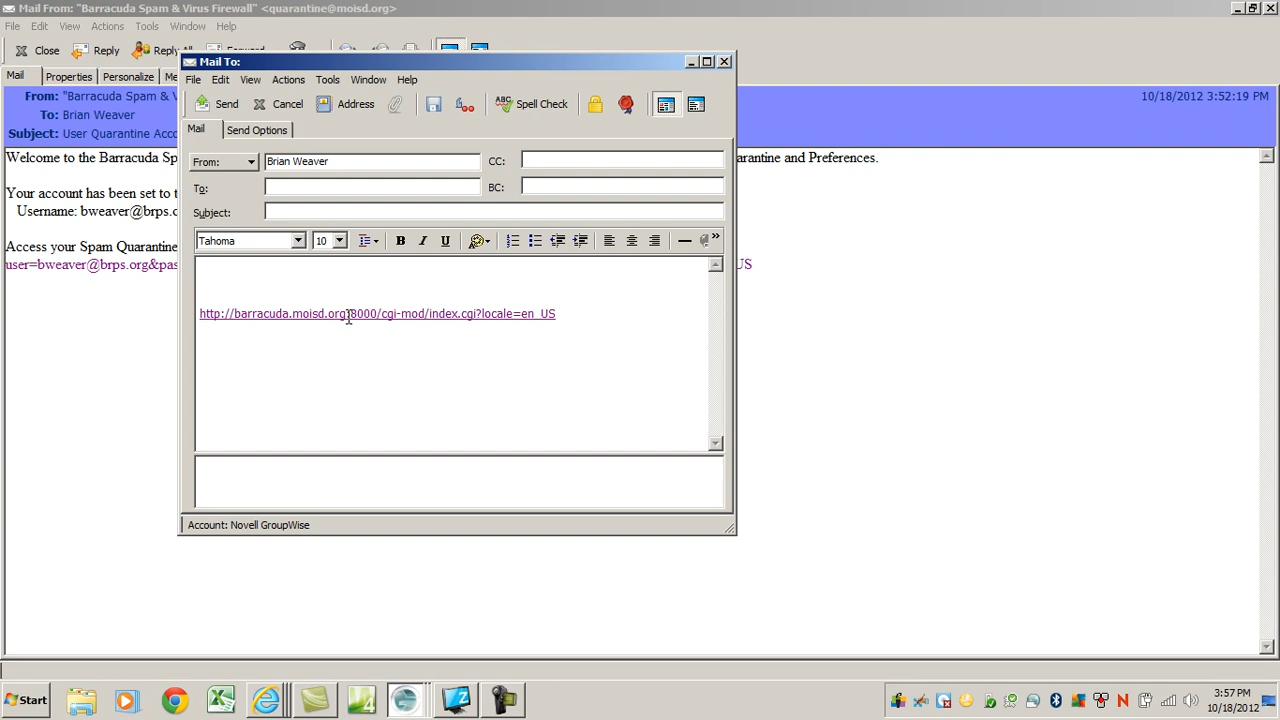 Mail From: "Barracuda Spam & Virus Firewall" <quarantine@moisd.org>
File Edit View Actions Tools Window Help
Close Reply Reply All Forward
Mail Properties Personalize Me
From: "Barracuda Spam & V
10/18/2012 3:52:19 PM
To: Brian Weaver
Subject: User Quarantine Acco
Welcome to the Barracuda Sp
arantine and Preferences.
Your account has been set to t
Username: bweaver@brps.o
Access your Spam Quarantine
user=bweaver@brps.org&pas
US
Mail To:
File Edit View Actions Tools Window Help
Send Cancel Address ABC Spell Check
Mail Send Options
From: Brian Weaver CC:
To: BC:
Subject:
Tahoma 10 B I U »
http://barracuda.moisd.org:8000/cgi-mod/index.cgi?locale=en_US
Account: Novell GroupWise
Start
3:57 PM
10/18/2012